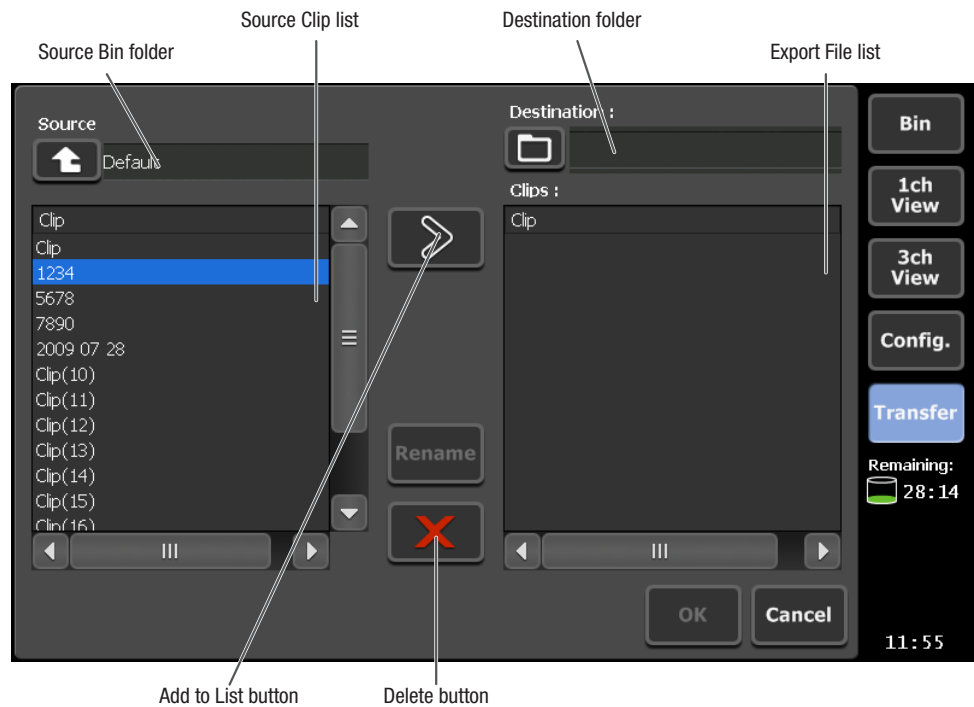 Source Clip list
Destination folder
Source Bin folder
Export File list
Source
Default
Destination :
Clips :
Clip
Clip
1234
5678
7890
2009 07 28
Clip(10)
Clip(11)
Clip(12)
Clip(13)
Clip(14)
Clip(15)
Clip(16)
Rename
Clip
OK
Cancel
Bin
1ch
View
3ch
View
Config.
Transfer
Remaining:
28:14
11:55
Add to List button
Delete button